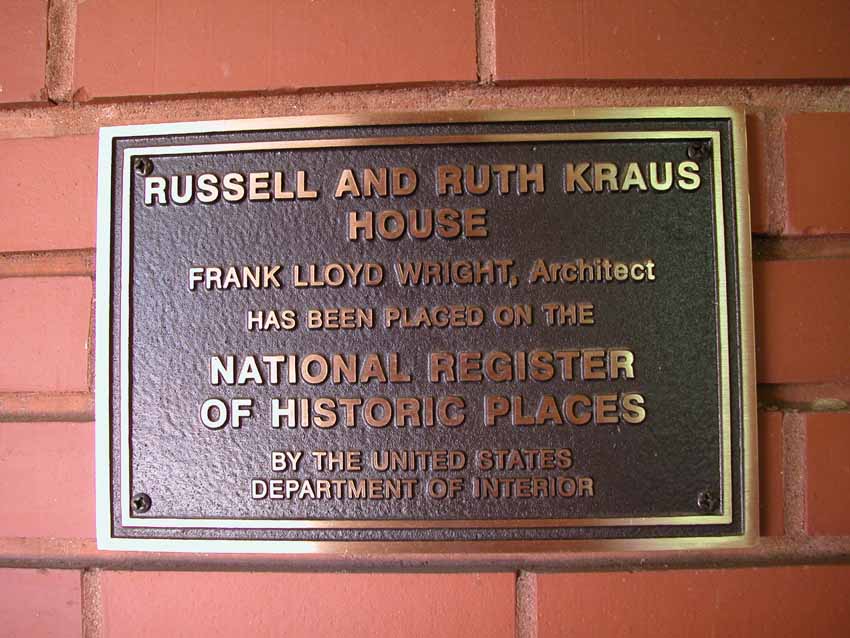 RUSSELL AND RUTH KRAUS
HOUSE
FRANK LLOYD WRIGHT, Architect
HAS BEEN PLACED ON THE
NATIONAL REGISTER
OF HISTORIC PLACES
BY THE UNITED STATES
DEPARTMENT OF INTERIOR